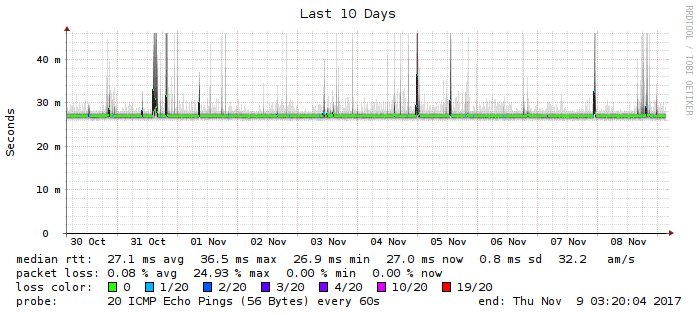 Last 10 Days
RRDTOOL / TOBI OETIKER
Seconds
40 m
30 m
20 m
10 m
0
30 Oct 31 Oct 01 Nov 02 Nov 03 Nov 04 Nov 05 Nov 06 Nov 07 Nov 08 Nov
median rtt: 27.1 ms avg 36.5 ms max 26.9 ms min 27.0 ms now 0.8 ms sd 32.2 am/s
packet loss: 0.08 % avg 24.93 % max 0.00 % min 0.00 % now
loss color: 0 1/20 2/20 3/20 4/20 10/20 19/20
probe: 20 ICMP Echo Pings (56 Bytes) every 60s end: Thu Nov 9 03:20:04 2017